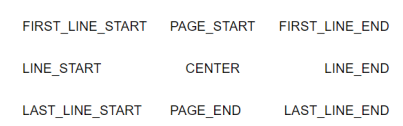 FIRST_LINE_START PAGE_START FIRST_LINE_END
LINE_START CENTER LINE_END
LAST_LINE_START PAGE_END LAST_LINE_END